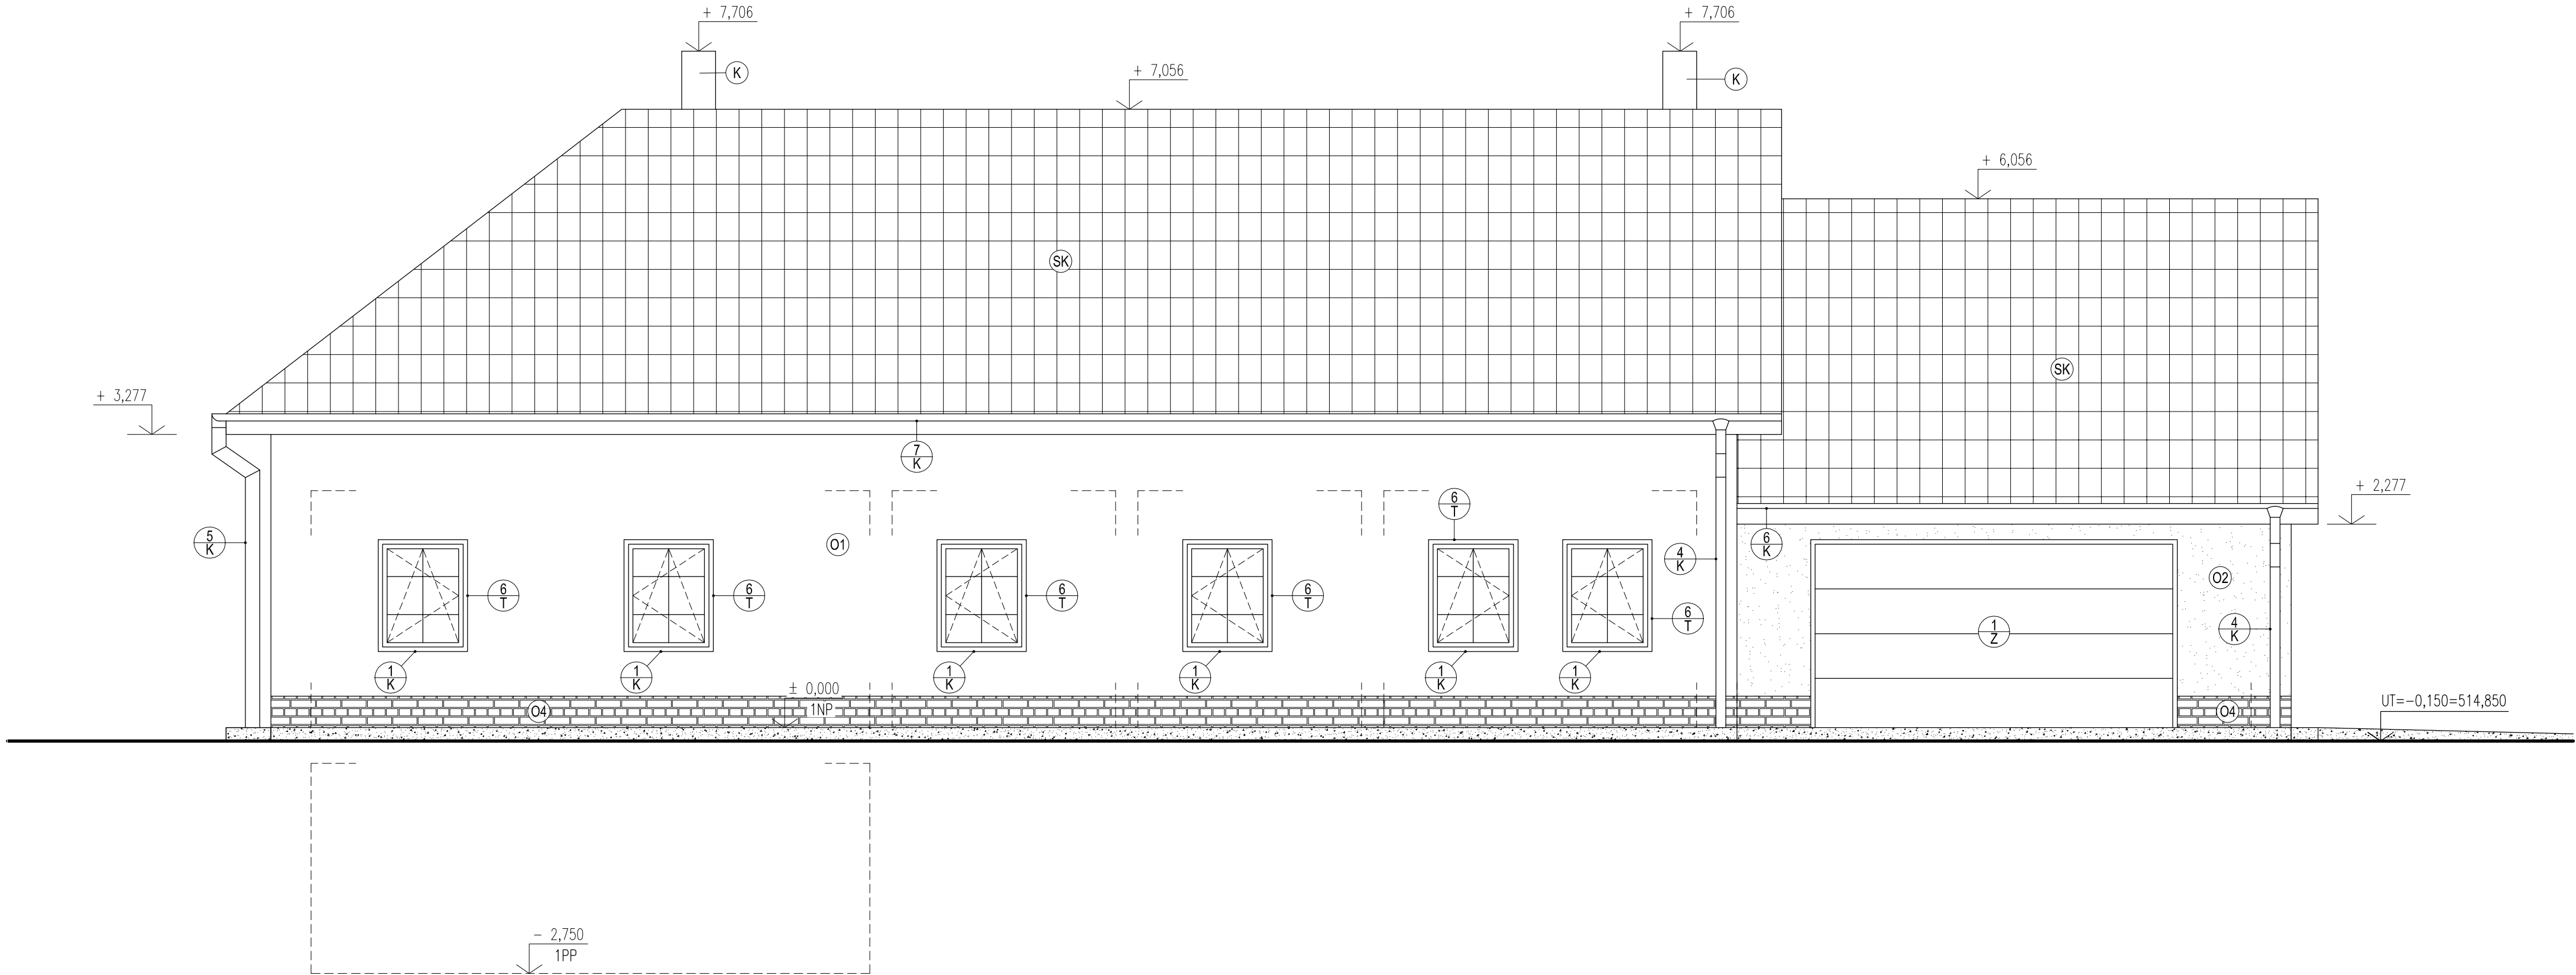 + 7,706
+ 7,706
K
+ 7,056
K
+ 6,056
SK
SK
+ 3,277
7
K
+ 2,277
6
T
5
K
O1
6
K
4
K
O2
6
T
6
T
6
T
6
T
6
T
1
Z
4
K
1
K
1
K
1
K
1
K
1
K
1
K
± 0,000
1NP
O4
O4
UT=-0,150=514,850
- 2,750
1PP